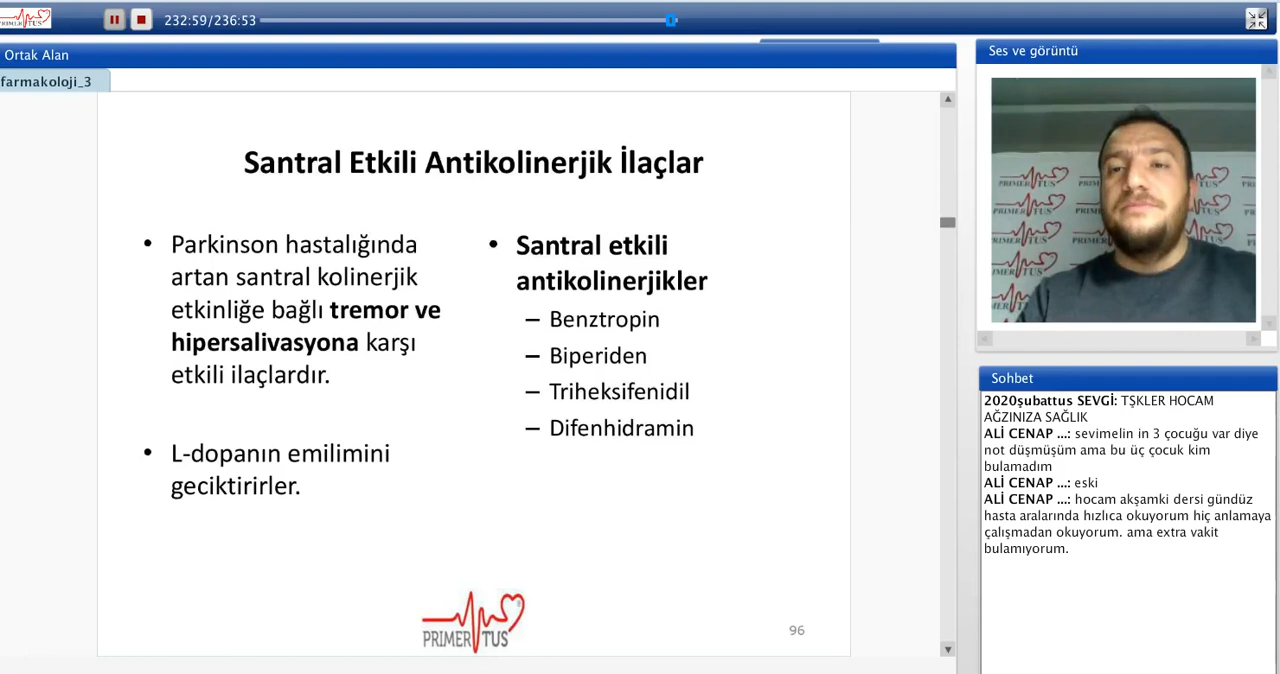 PRIMER TUS
232:59/236:53
Ortak Alan
farmakoloji_3
Santral Etkili Antikolinerjik İlaçlar
• Parkinson hastalığında
artan santral kolinerjik
etkinliğe bağlı tremor ve
hipersalivasyona karşı
etkili ilaçlardır.
• L-dopanın emilimini
geciktirirler.
• Santral etkili
antikolinerjikler
– Benztropin
– Biperiden
– Triheksifenidil
– Difenhidramin
PRIMER TUS
96
Ses ve görüntü
PRIMER TUS
Sohbet
2020şubattus SEVGİ: TŞKLER HOCAM
AĞZINIZA SAĞLIK
ALİ CENAP ...: sevimelin in 3 çocuğu var diye
not düşmüşüm ama bu üç çocuk kim
bulamadım
ALİ CENAP ...: eski
ALİ CENAP ...: hocam akşamki dersi gündüz
hasta aralarında hızlıca okuyorum hiç anlamaya
çalışmadan okuyorum. ama extra vakit
bulamıyorum.